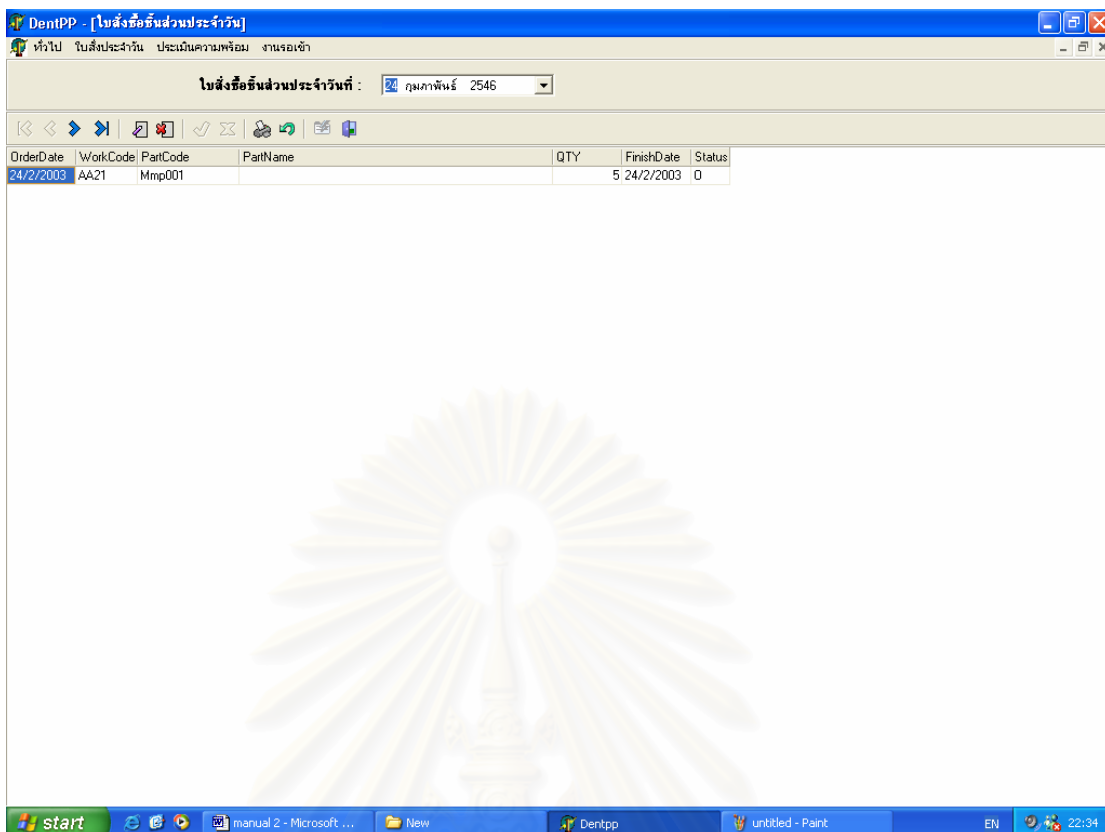 DentPP - [ใบสั่งซื้อชิ้นส่วนประจำวัน]
ทั่วไป ใบสั่งประจำวัน ประเมินความพร้อม งานรอเข้า
ใบสั่งซื้อชิ้นส่วนประจำวันที่ : 24 กุมภาพันธ์ 2546
OrderDate WorkCode PartCode PartName QTY FinishDate Status
24/2/2003 AA21 Mmp001 5 24/2/2003 O
start manual 2 - Microsoft ... New Dentpp untitled - Paint EN 22:34